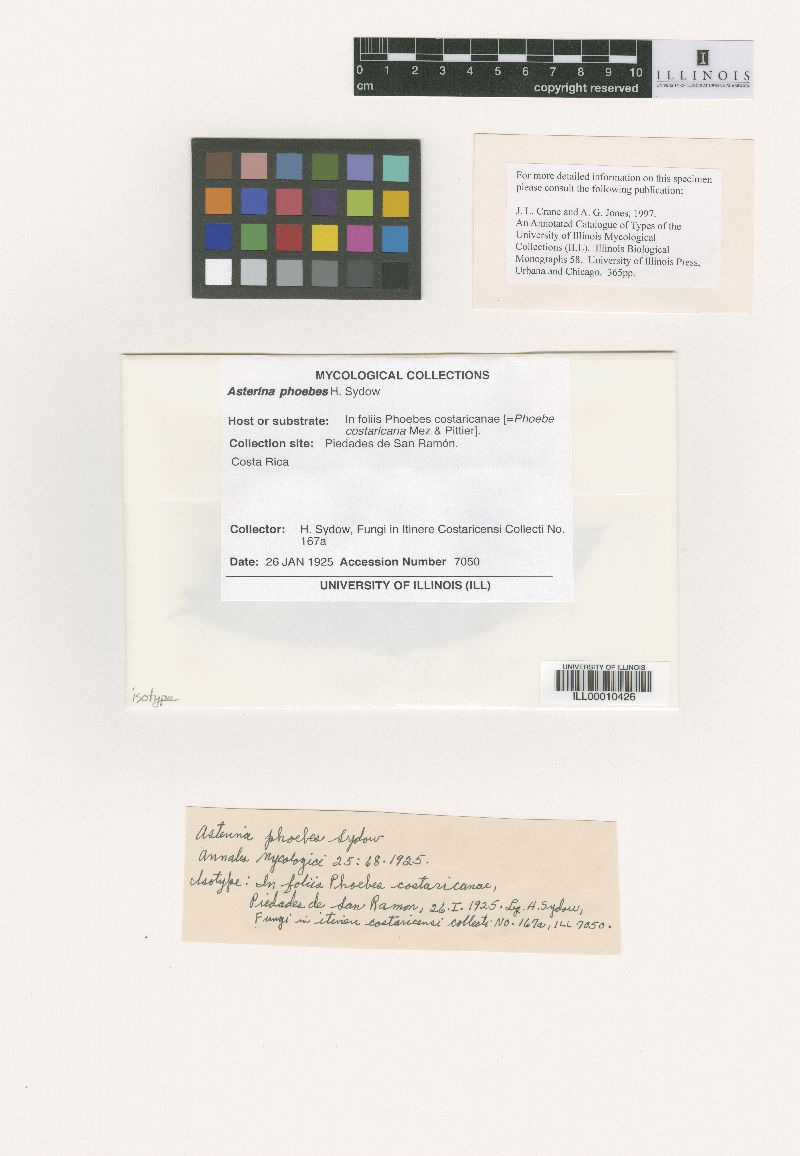 0 1 2 3 4 5 6 7 8 9 10
cm
copyright reserved
ILLINOIS
UNIVERSITY OF ILLINOIS AT URBANA-CHAMPAIGN
For more detailed information on this specimen
please consult the following publication:
J. L. Crane and A. G. Jones, 1997.
An Annotated Catalogue of Types of the
University of Illinois Mycological
Collections (ILL). Illinois Biological
Monographs 58. University of Illinois Press,
Urbana and Chicago. 365pp.
MYCOLOGICAL COLLECTIONS
Asterina phoebes H. Sydow
Host or substrate: In foliis Phoebes costaricanae [=Phoebe
costaricana Mez & Pittier].
Collection site: Piedades de San Ramón.
Costa Rica
Collector: H. Sydow, Fungi in Itinere Costaricensi Collecti No.
167a
Date: 26 JAN 1925 Accession Number 7050
UNIVERSITY OF ILLINOIS (ILL)
UNIVERSITY OF ILLINOIS
ILL00010426
isotype
Asterina phoebes Sydow
Annales Mycologici 25:68.1925.
Isotype: In foliis Phoebes costaricanae,
Piedades de San Ramon, 26.I.1925. Lg. H. Sydow,
Fungi in itinere costaricensi collecti No. 167a, ILL 7050.